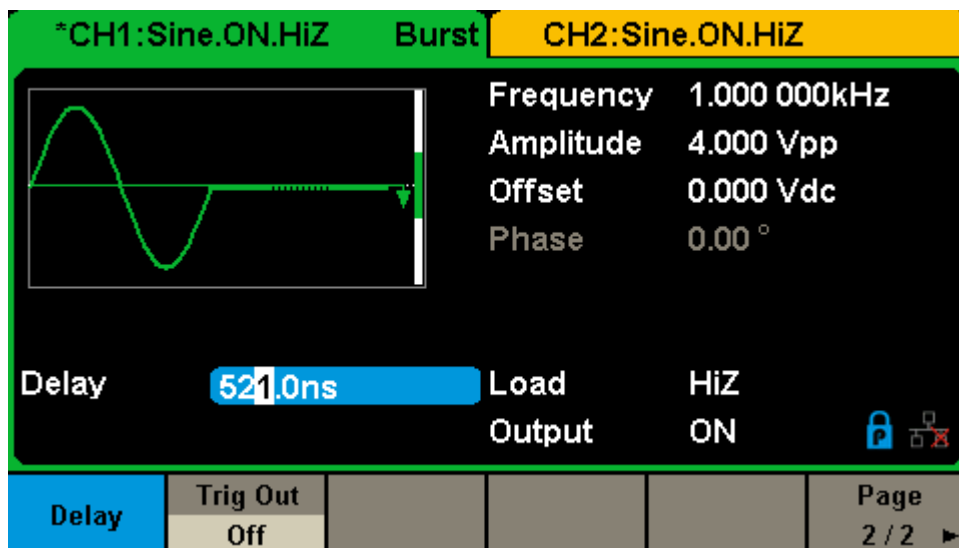 *CH1:Sine.ON.HiZ Burst CH2:Sine.ON.HiZ
Frequency 1.000 000kHz
Amplitude 4.000 Vpp
Offset 0.000 Vdc
Phase 0.00 °
Delay 521.0ns Load HiZ
Output ON P
Delay Trig Out Page
Off 2 / 2 ►